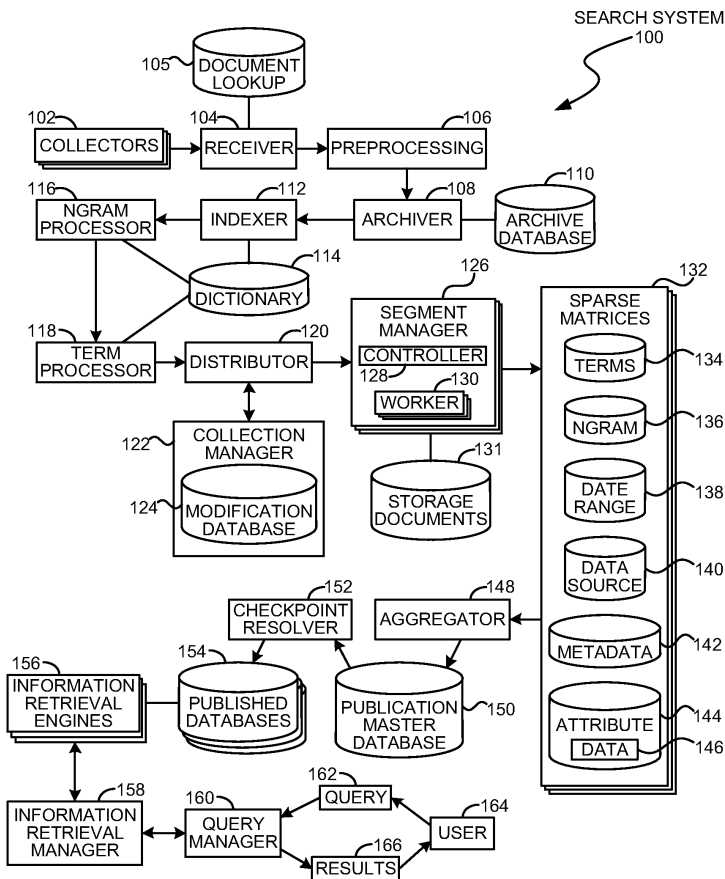 SEARCH SYSTEM
100
105
DOCUMENT
LOOKUP
102
COLLECTORS
104
RECEIVER
106
PREPROCESSING
116
NGRAM
PROCESSOR
112
INDEXER
108
ARCHIVER
110
ARCHIVE
DATABASE
114
DICTIONARY
118
TERM
PROCESSOR
120
DISTRIBUTOR
126
SEGMENT
MANAGER
CONTROLLER
128
130
WORKER
131
STORAGE
DOCUMENTS
122
COLLECTION
MANAGER
124
MODIFICATION
DATABASE
132
SPARSE
MATRICES
TERMS
134
NGRAM
136
DATE
RANGE
138
DATA
SOURCE
140
METADATA
142
ATTRIBUTE
144
DATA
146
148
AGGREGATOR
152
CHECKPOINT
RESOLVER
150
PUBLICATION
MASTER
DATABASE
154
PUBLISHED
DATABASES
156
INFORMATION
RETRIEVAL
ENGINES
158
INFORMATION
RETRIEVAL
MANAGER
160
QUERY
MANAGER
162
QUERY
164
USER
166
RESULTS